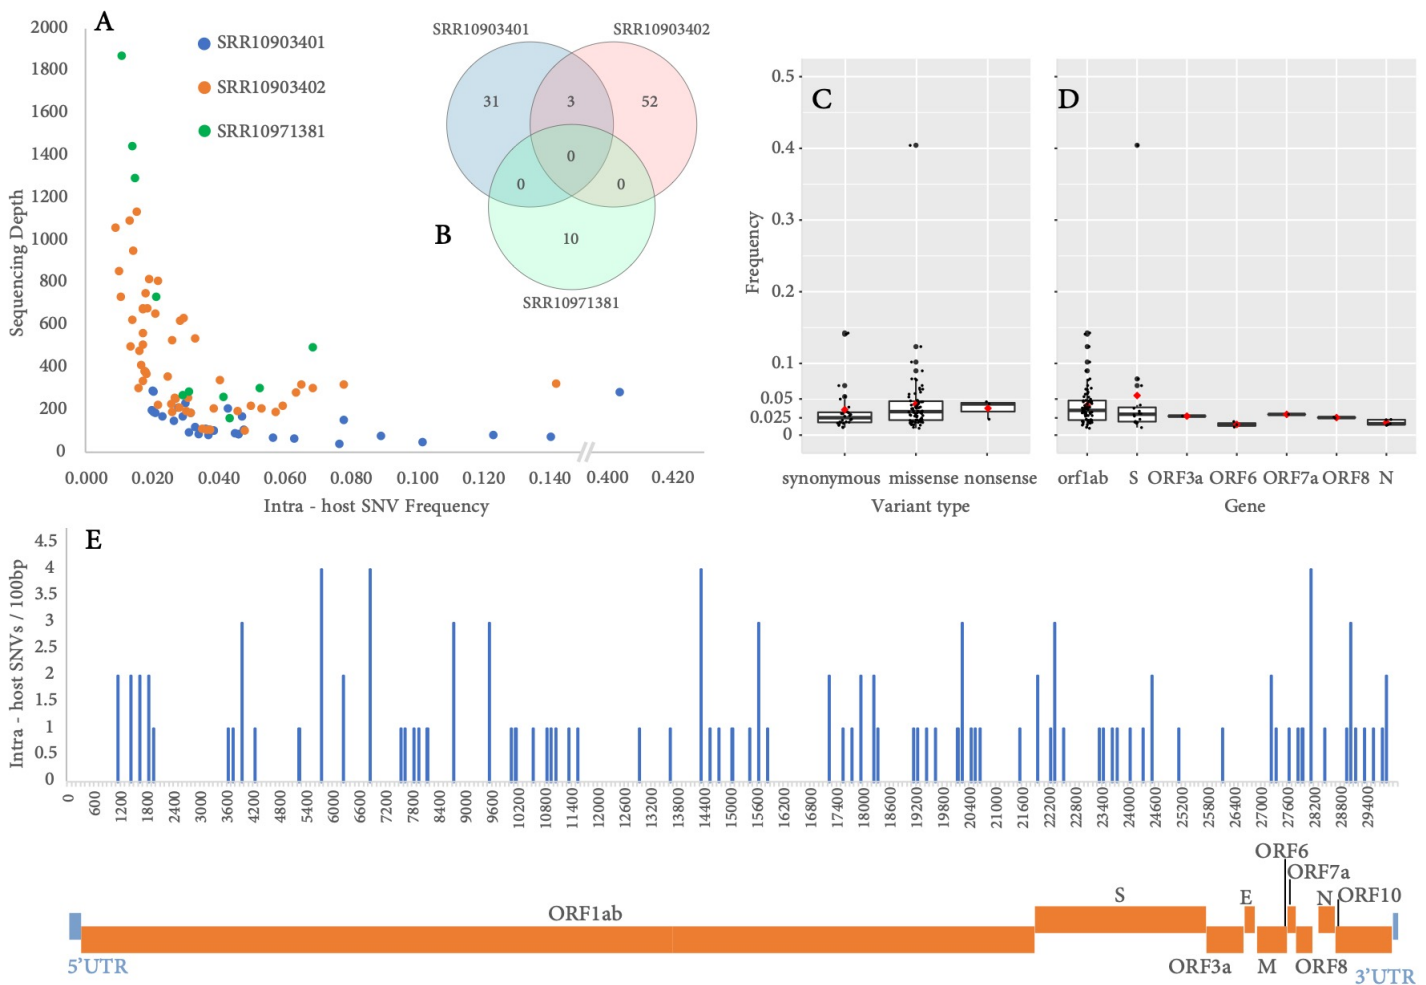 A
2000
1800
1600
1400
1200
1000
800
600
400
200
0
Sequencing Depth
SRR10903401
SRR10903402
SRR10971381
0.000 0.020 0.040 0.060 0.080 0.100 0.120 0.140 0.400 0.420
Intra - host SNV Frequency
B
SRR10903401 SRR10903402
31 3 52
0
0 0
10
SRR10971381
C
0.5
0.4
0.3
0.2
0.1
0.05
0.025
0
Frequency
synonymous missense nonsense
Variant type
D
orf1ab S ORF3a ORF6 ORF7a ORF8 N
Gene
E
4.5
4
3.5
3
2.5
2
1.5
1
0.5
0
Intra - host SNVs / 100bp
0 600 1200 1800 2400 3000 3600 4200 4800 5400 6000 6600 7200 7800 8400 9000 9600 10200 10800 11400 12000 12600 13200 13800 14400 15000 15600 16200 16800 17400 18000 18600 19200 19800 20400 21000 21600 22200 22800 23400 24000 24600 25200 25800 26400 27000 27600 28200 28800 29400
ORF6
ORF7a
S E N ORF10
ORF1ab
5'UTR ORF3a M ORF8 3'UTR